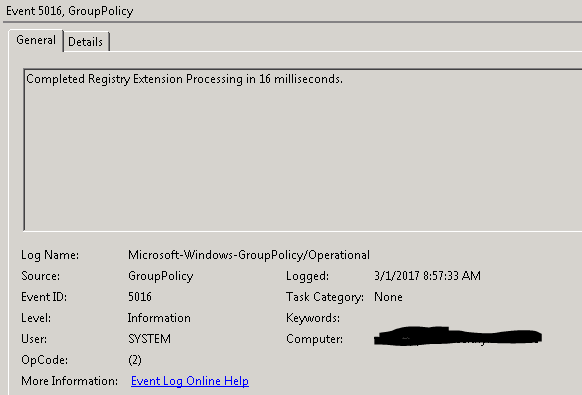 Event 5016, GroupPolicy
General Details
Completed Registry Extension Processing in 16 milliseconds.
Log Name: Microsoft-Windows-GroupPolicy/Operational
Source: GroupPolicy Logged: 3/1/2017 8:57:33 AM
Event ID: 5016 Task Category: None
Level: Information Keywords:
User: SYSTEM Computer:
OpCode: (2)
More Information: Event Log Online Help